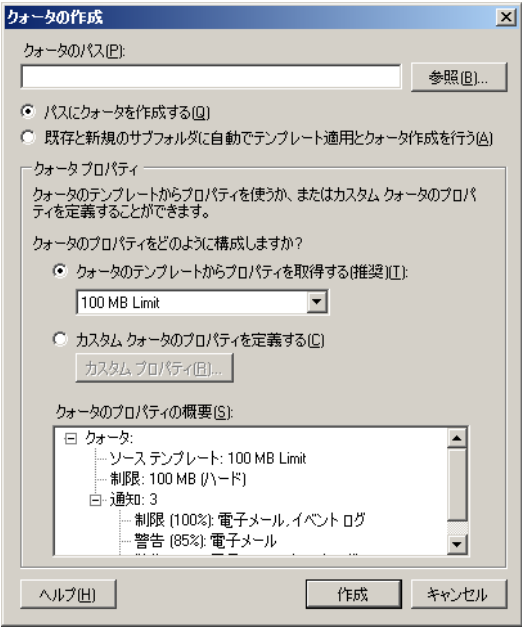 クォータの作成
クォータのパス(P):
参照(B)...
パスにクォータを作成する(Q)
既存と新規のサブフォルダに自動でテンプレート適用とクォータ作成を行う(A)
クォータ プロパティ
クォータのテンプレートからプロパティを使うか、またはカスタム クォータのプロパ
ティを定義することができます。
クォータのプロパティをどのように構成しますか?
クォータのテンプレートからプロパティを取得する(推奨)(T):
100 MB Limit
カスタム クォータのプロパティを定義する(C)
カスタム プロパティ(R)...
クォータのプロパティの概要(S):
クォータ:
ソース テンプレート: 100 MB Limit
制限: 100 MB (ハード)
通知: 3
制限 (100%): 電子メール, イベント ログ
警告 (85%): 電子メール
ヘルプ(H)
作成
キャンセル